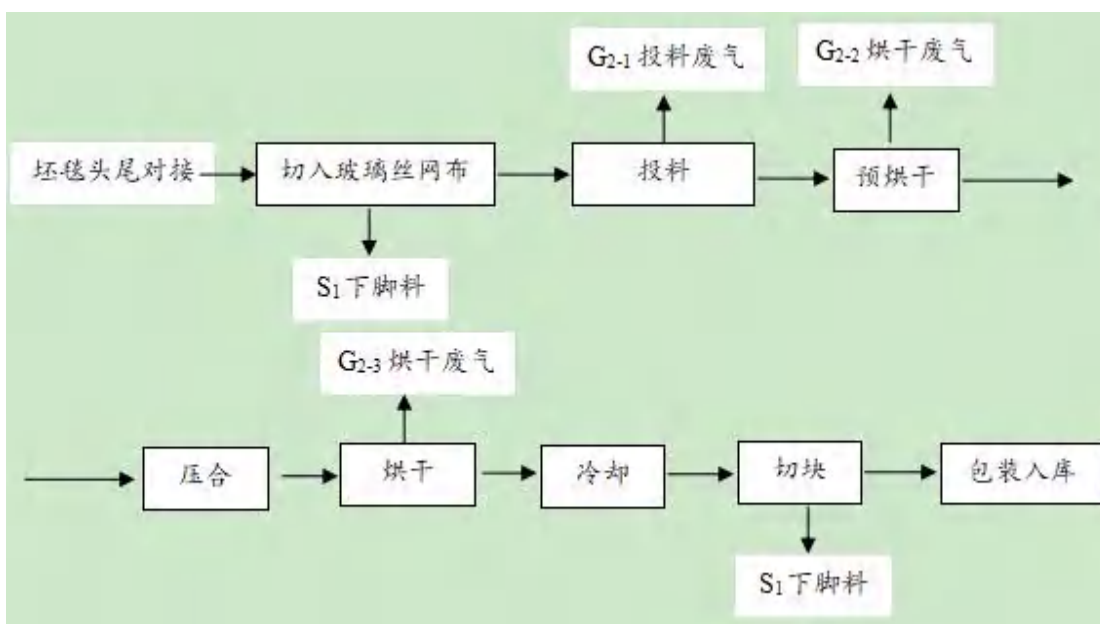 G2-1 投料废气
G2-2 烘干废气
坯毯头尾对接
切入玻璃丝网布
投料
预烘干
S1 下脚料
G2-3 烘干废气
压合
烘干
冷却
切块
包装入库
S1 下脚料